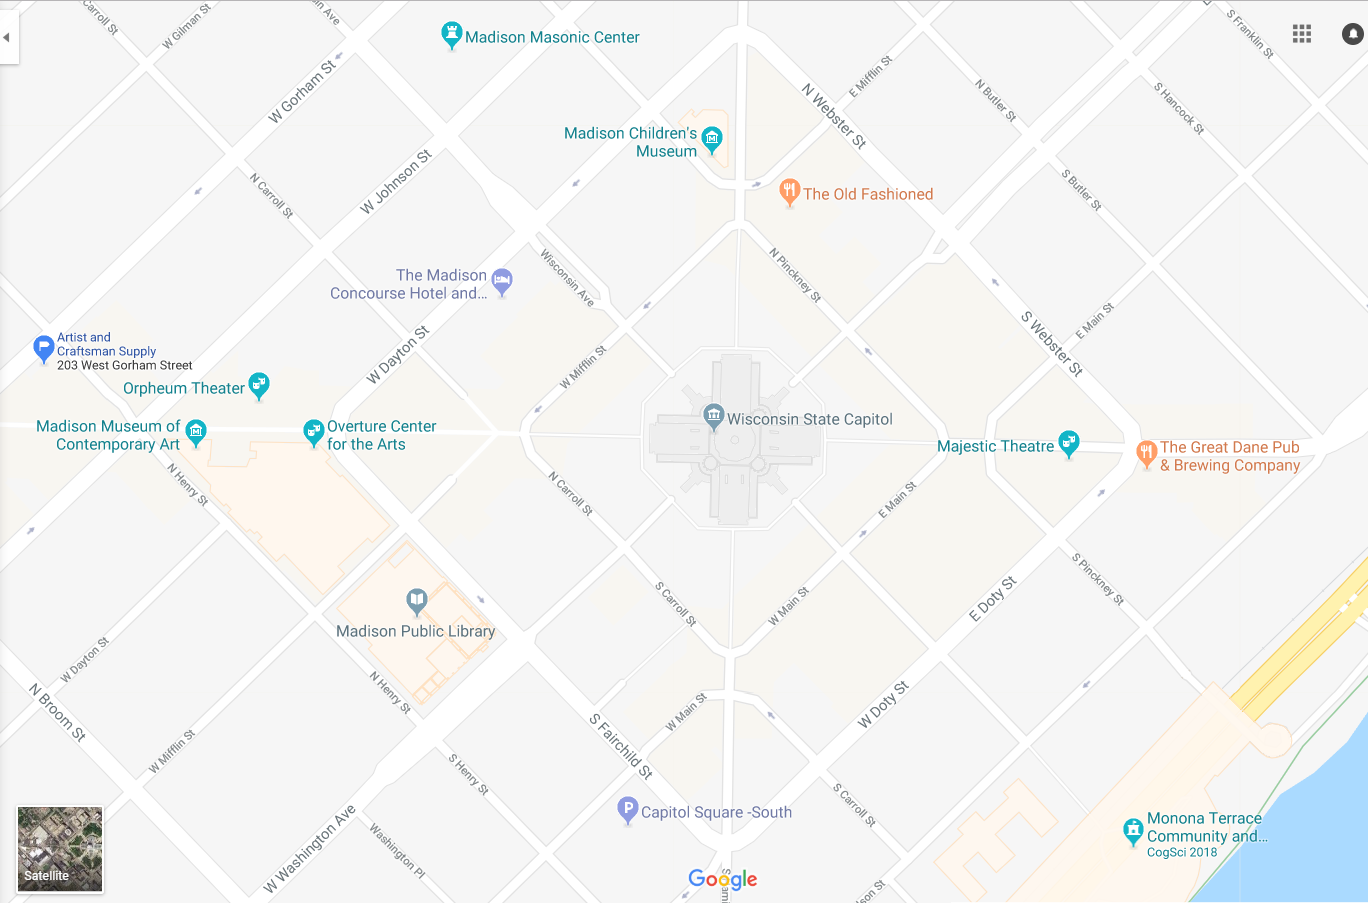 W Gilman St
N Carroll St
in Ave
Madison Masonic Center
S Franklin St
W Gorham St
E Mifflin St
N Webster St
N Butler St
S Hancock St
Madison Children's
Museum
W Johnson St
N Carroll St
The Old Fashioned
S Butler St
Wisconsin Ave
N Pinckney St
The Madison
Concourse Hotel and...
Artist and
Craftsman Supply
203 West Gorham Street
W Dayton St
W Mifflin St
S Webster St
E Main St
Orpheum Theater
Madison Museum of
Contemporary Art
Overture Center
for the Arts
Wisconsin State Capitol
Majestic Theatre
The Great Dane Pub
& Brewing Company
N Henry St
N Carroll St
E Main St
Madison Public Library
S Carroll St
W Main St
E Doty St
S Pinckney St
W Dayton St
N Henry St
N Broom St
W Mifflin St
S Henry St
S Fairchild St
W Main St
W Doty St
Capitol Square -South
S Carroll St
Monona Terrace
Community and...
CogSci 2018
W Washington Ave
Washington Pl
P
Satellite
Google
son St